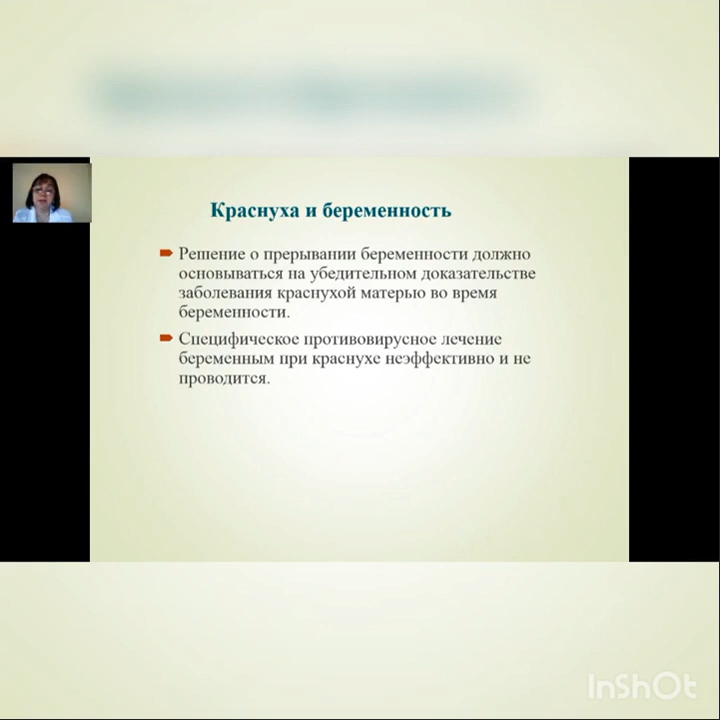 Краснуха и беременность
Решение о прерывании беременности должно
основываться на убедительном доказательстве
заболевания краснухой матерью во время
беременности.
Специфическое противовирусное лечение
беременным при краснухе неэффективно и не
проводится.
InShOt